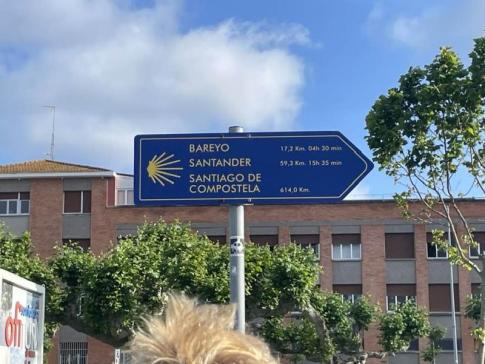 BAREYO 17,2 Km. 04h 30 min
SANTANDER 59,3 Km. 15h 35 min
SANTIAGO DE
COMPOSTELA 614,0 Km.